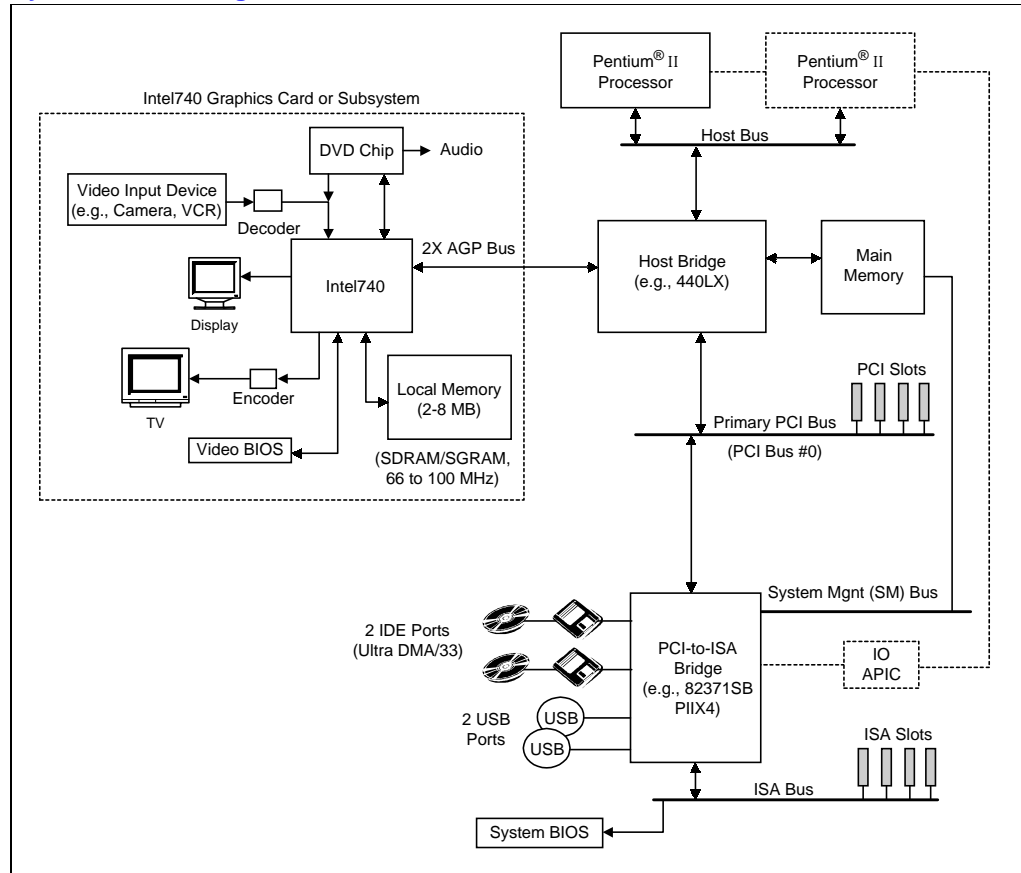 Pentium® II
Processor
Pentium® II
Processor
Intel740 Graphics Card or Subsystem
Host Bus
DVD Chip
Audio
Video Input Device
(e.g., Camera, VCR)
Decoder
2X AGP Bus
Intel740
Host Bridge
(e.g., 440LX)
Main
Memory
Display
TV
Encoder
Local Memory
(2-8 MB)
Video BIOS
(SDRAM/SGRAM,
66 to 100 MHz)
PCI Slots
Primary PCI Bus
(PCI Bus #0)
System Mgnt (SM) Bus
2 IDE Ports
(Ultra DMA/33)
PCI-to-ISA
Bridge
(e.g., 82371SB
PIIX4)
IO
APIC
2 USB
Ports
USB
USB
ISA Slots
ISA Bus
System BIOS